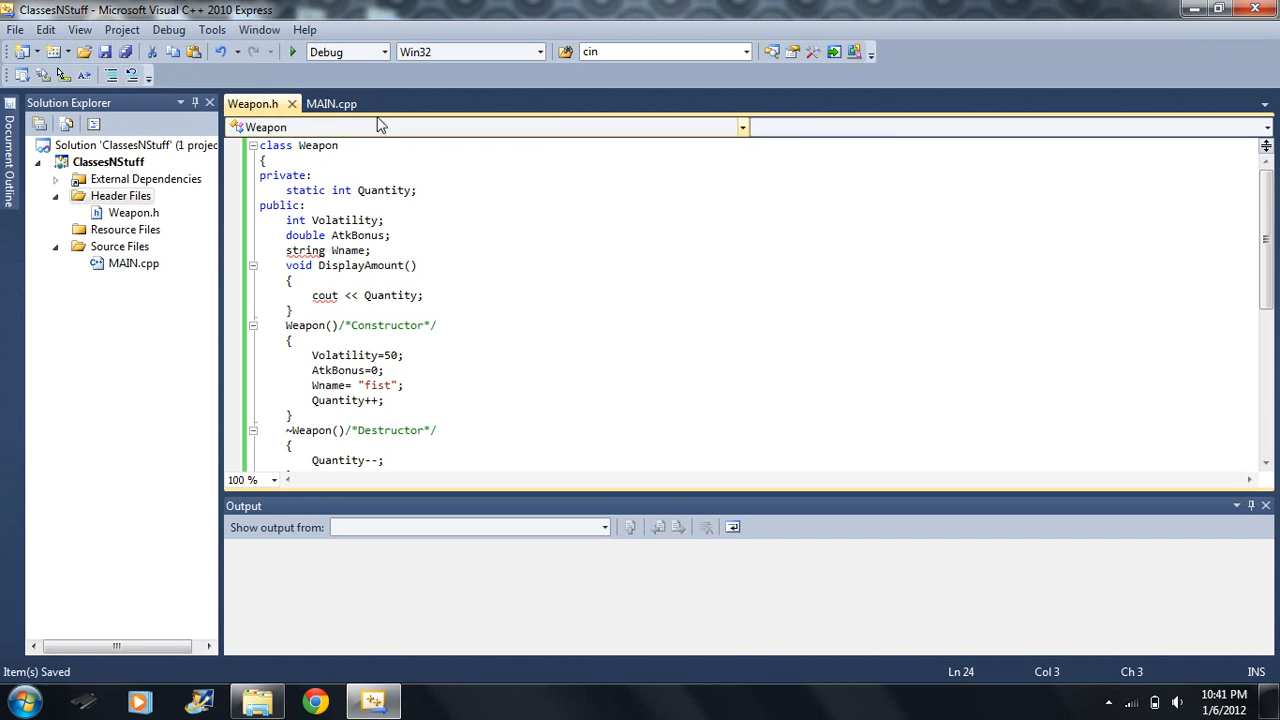 ClassesNStuff - Microsoft Visual C++ 2010 Express
File Edit View Project Debug Tools Window Help
Debug Win32 cin
Solution Explorer
Weapon.h MAIN.cpp
Document Outline
Weapon
Solution 'ClassesNStuff' (1 projec
ClassesNStuff
External Dependencies
Header Files
Weapon.h
Resource Files
Source Files
MAIN.cpp
class Weapon
{
private:
static int Quantity;
public:
int Volatility;
double AtkBonus;
string Wname;
void DisplayAmount()
{
cout << Quantity;
}
Weapon()/*Constructor*/
{
Volatility=50;
AtkBonus=0;
Wname= "fist";
Quantity++;
}
~Weapon()/*Destructor*/
{
Quantity--;
100 %
Output
Show output from:
Item(s) Saved Ln 24 Col 3 Ch 3 INS
10:41 PM
1/6/2012